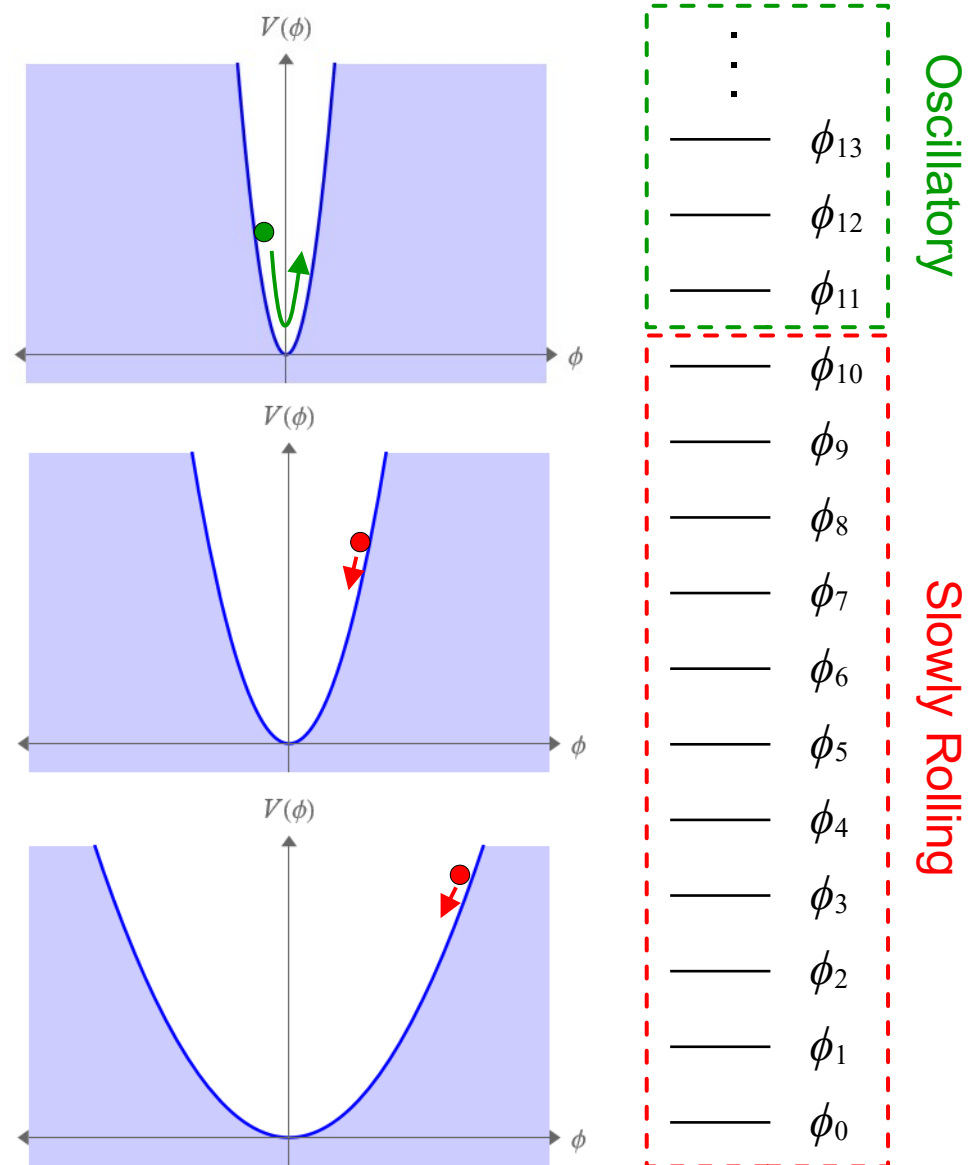 V(ϕ)
ϕ
V(ϕ)
ϕ
V(ϕ)
ϕ
ϕ₁₃
ϕ₁₂
ϕ₁₁
ϕ₁₀
ϕ₉
ϕ₈
ϕ₇
ϕ₆
ϕ₅
ϕ₄
ϕ₃
ϕ₂
ϕ₁
ϕ₀
Oscillatory
Slowly Rolling